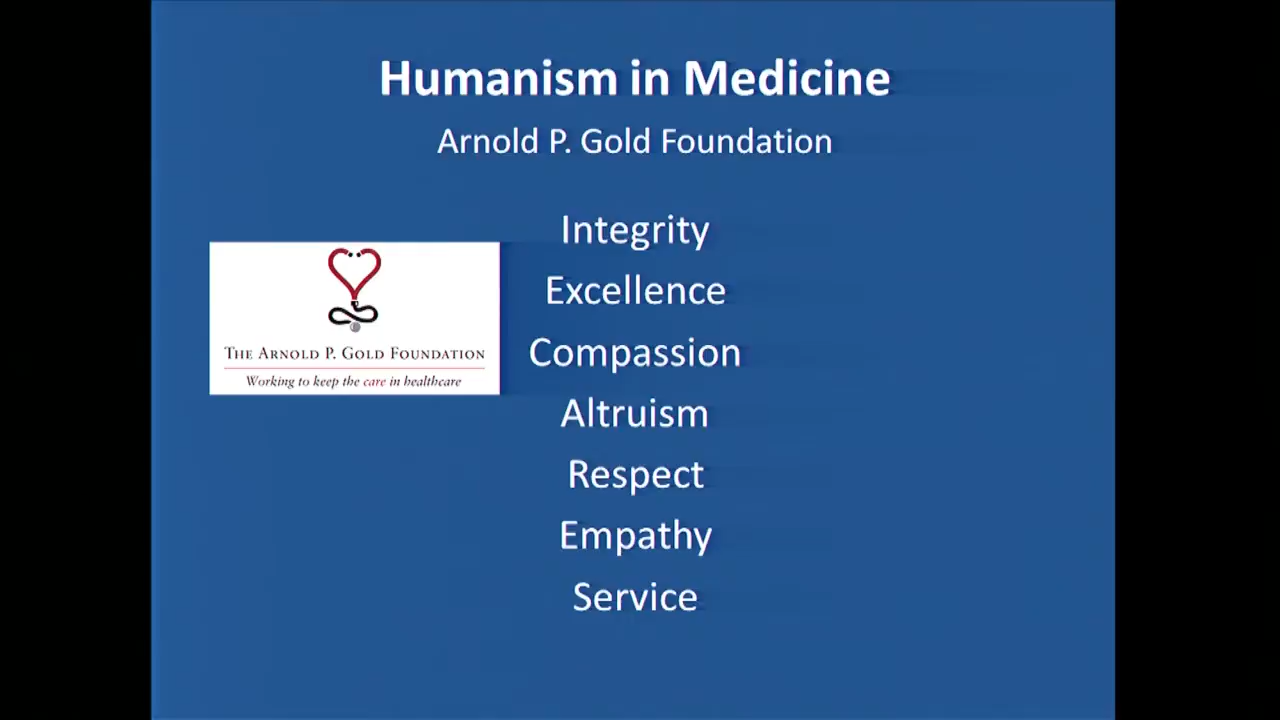 Humanism in Medicine
Arnold P. Gold Foundation
Integrity
Excellence
Compassion
Altruism
Respect
Empathy
Service
THE ARNOLD P. GOLD FOUNDATION
Working to keep the care in healthcare